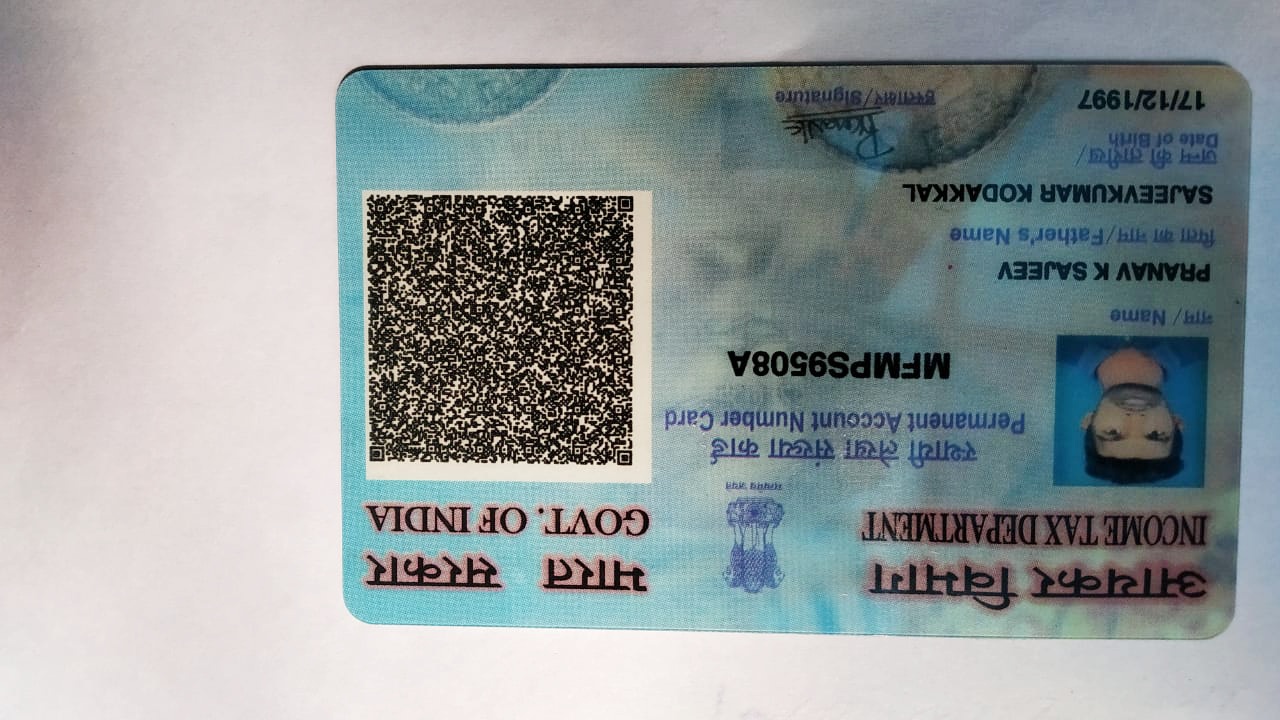 आयकर विभाग
INCOME TAX DEPARTMENT
भारत सरकार
GOVT. OF INDIA
सत्यमेव जयते
स्थायी लेखा संख्या कार्ड
Permanent Account Number Card
MFMPS9508A
नाम / Name
PRANAV K SAJEEV
पिता का नाम/Father's Name
SAJEEVKUMAR KODAKKAL
जन्म की तारीख/
Date of Birth
17/12/1997
Pranavk
हस्ताक्षर/Signature